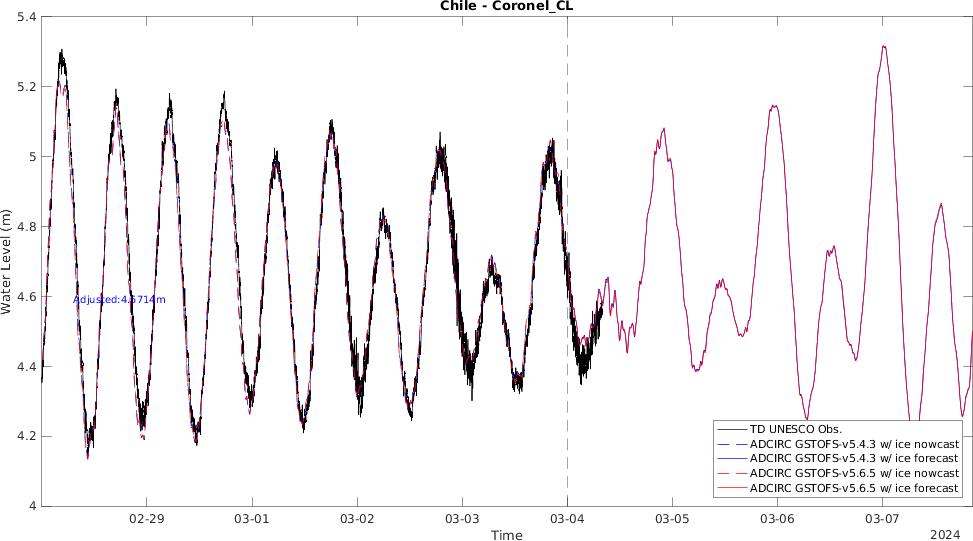 Chile - Coronel_CL
5.4
5.2
5
4.8
4.6
4.4
4.2
4
Water Level (m)
Adjusted:4.5714m
TD UNESCO Obs.
ADCIRC GSTOFS-v5.4.3 w/ ice nowcast
ADCIRC GSTOFS-v5.4.3 w/ ice forecast
ADCIRC GSTOFS-v5.6.5 w/ ice nowcast
ADCIRC GSTOFS-v5.6.5 w/ ice forecast
02-29 03-01 03-02 03-03 03-04 03-05 03-06 03-07
Time
2024